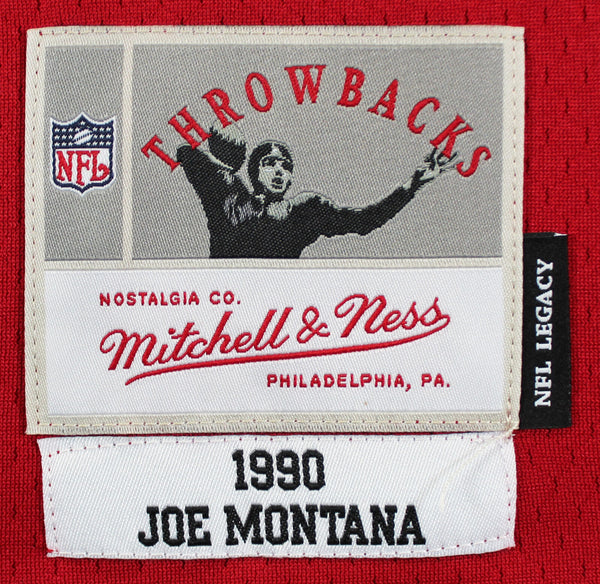 THROWBACKS
NFL
NOSTALGIA CO.
Mitchell & Ness
PHILADELPHIA, PA.
NFL LEGACY
1990
JOE MONTANA